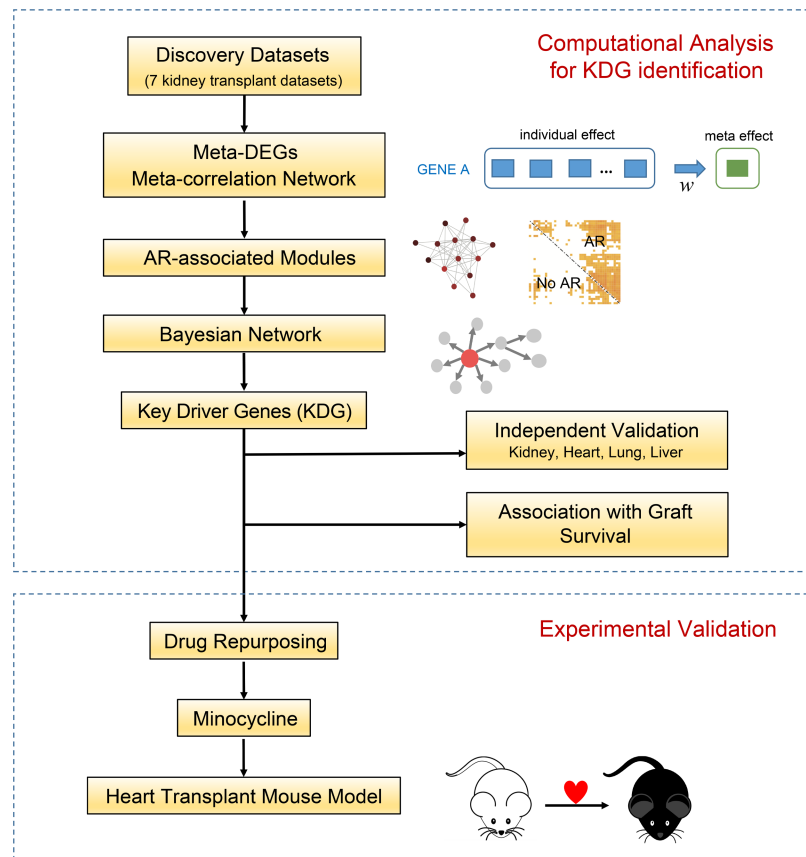 Computational Analysis
for KDG identification
Discovery Datasets
(7 kidney transplant datasets)
Meta-DEGs
Meta-correlation Network
individual effect
meta effect
GENE A
...
w
AR-associated Modules
AR
No AR
Bayesian Network
Key Driver Genes (KDG)
Independent Validation
Kidney, Heart, Lung, Liver
Association with Graft
Survival
Experimental Validation
Drug Repurposing
Minocycline
Heart Transplant Mouse Model